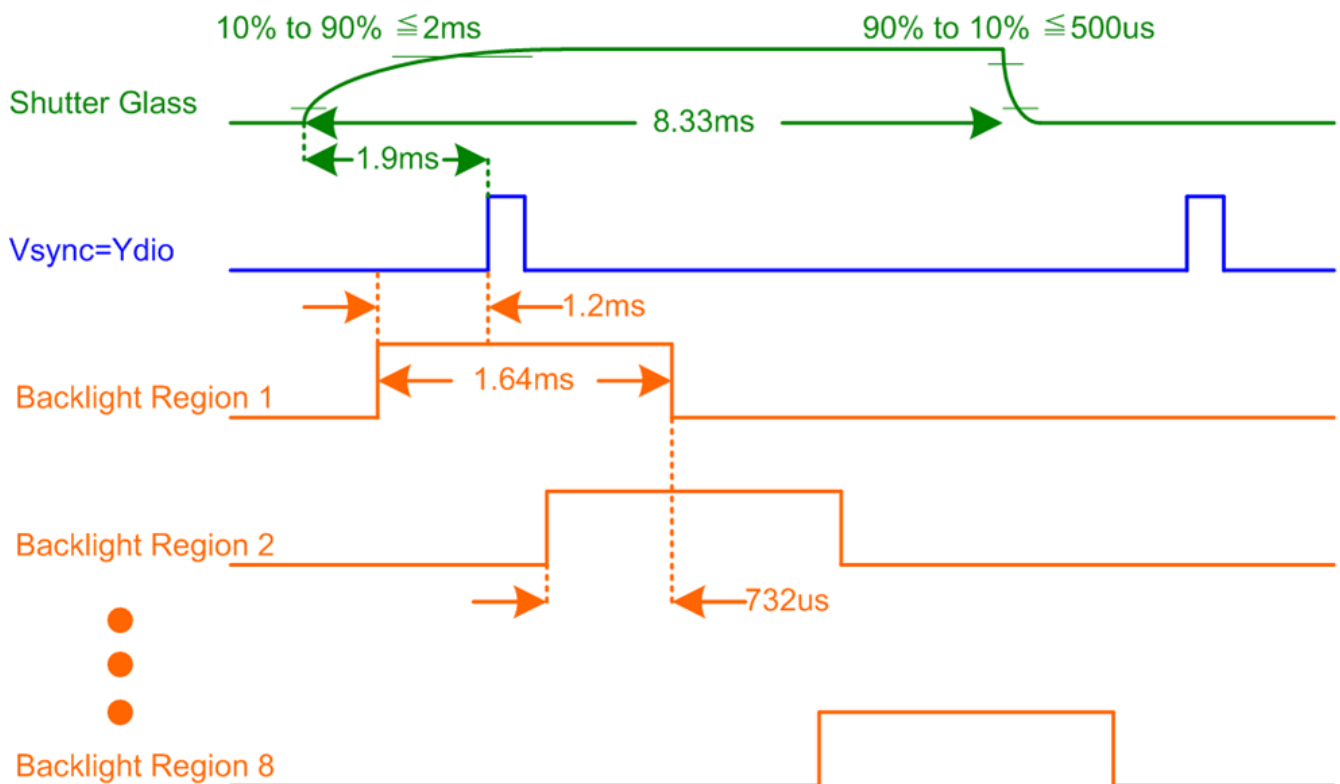 10% to 90% ≦2ms
90% to 10% ≦500us
Shutter Glass
8.33ms
1.9ms
Vsync=Ydio
1.2ms
1.64ms
Backlight Region 1
Backlight Region 2
732us
Backlight Region 8